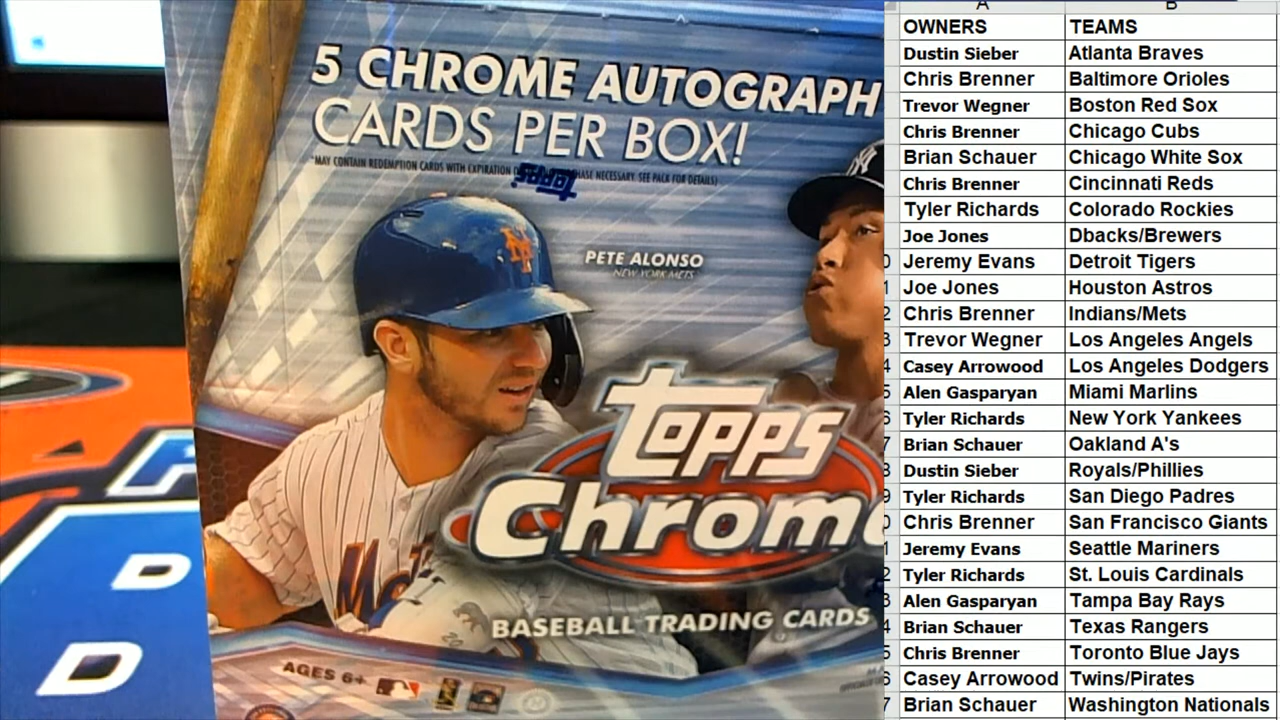 5 CHROME AUTOGRAPH
CARDS PER BOX!
topps
PETE ALONSO
NEW YORK METS
topps
Chrome
BASEBALL TRADING CARDS
AGES 6+
A B
OWNERS TEAMS
Dustin Sieber Atlanta Braves
Chris Brenner Baltimore Orioles
Trevor Wegner Boston Red Sox
Chris Brenner Chicago Cubs
Brian Schauer Chicago White Sox
Chris Brenner Cincinnati Reds
Tyler Richards Colorado Rockies
Joe Jones Dbacks/Brewers
Jeremy Evans Detroit Tigers
Joe Jones Houston Astros
Chris Brenner Indians/Mets
Trevor Wegner Los Angeles Angels
Casey Arrowood Los Angeles Dodgers
Alen Gasparyan Miami Marlins
Tyler Richards New York Yankees
Brian Schauer Oakland A's
Dustin Sieber Royals/Phillies
Tyler Richards San Diego Padres
Chris Brenner San Francisco Giants
Jeremy Evans Seattle Mariners
Tyler Richards St. Louis Cardinals
Alen Gasparyan Tampa Bay Rays
Brian Schauer Texas Rangers
Chris Brenner Toronto Blue Jays
Casey Arrowood Twins/Pirates
Brian Schauer Washington Nationals